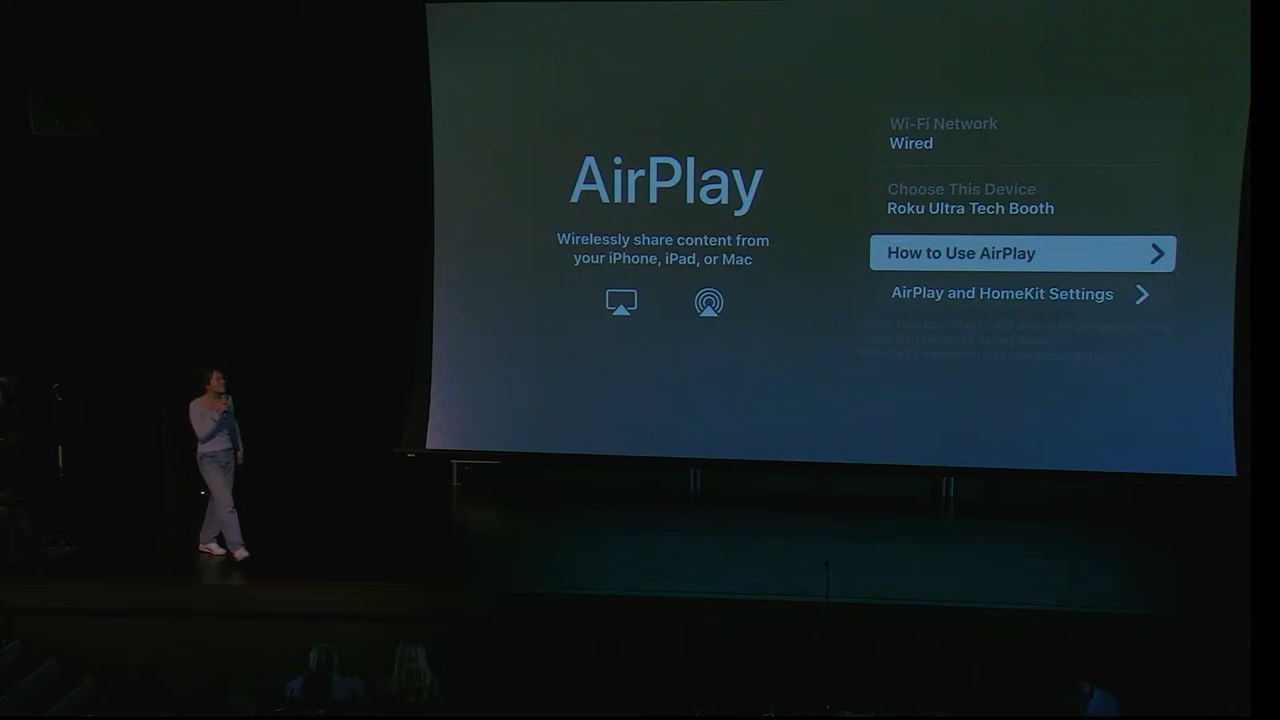 AirPlay
Wirelessly share content from
your iPhone, iPad, or Mac
Wi-Fi Network
Wired
Choose This Device
Roku Ultra Tech Booth
How to Use AirPlay
AirPlay and HomeKit Settings